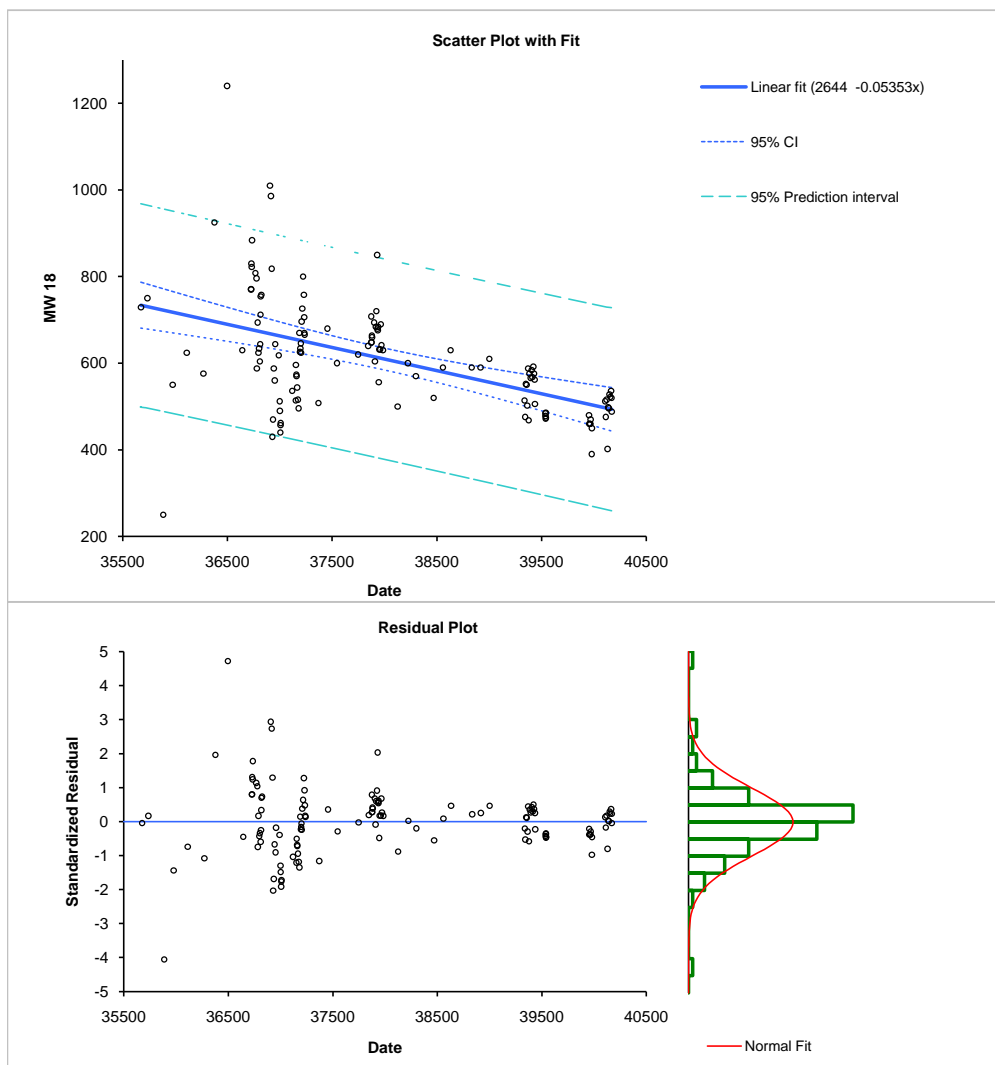 Scatter Plot with Fit
1200
1000
800
600
400
200
MW 18
35500 36500 37500 38500 39500 40500
Date
Linear fit (2644 -0.05353x)
95% CI
95% Prediction interval
Residual Plot
5
4
3
2
1
0
-1
-2
-3
-4
-5
Standardized Residual
35500 36500 37500 38500 39500 40500
Date
Normal Fit